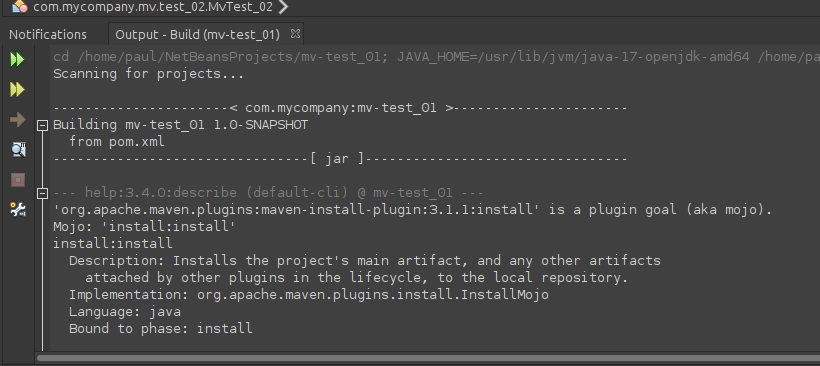 com.mycompany.mv.test_02.MvTest_02
Notifications
Output - Build (mv-test_01)
cd /home/paul/NetBeansProjects/mv-test_01; JAVA_HOME=/usr/lib/jvm/java-17-openjdk-amd64 /home/pa
Scanning for projects...
----------------------< com.mycompany:mv-test_01 >----------------------
Building mv-test_01 1.0-SNAPSHOT
  from pom.xml
--------------------------------[ jar ]---------------------------------
--- help:3.4.0:describe (default-cli) @ mv-test_01 ---
'org.apache.maven.plugins:maven-install-plugin:3.1.1:install' is a plugin goal (aka mojo).
Mojo: 'install:install'
install:install
  Description: Installs the project's main artifact, and any other artifacts
    attached by other plugins in the lifecycle, to the local repository.
  Implementation: org.apache.maven.plugins.install.InstallMojo
  Language: java
  Bound to phase: install